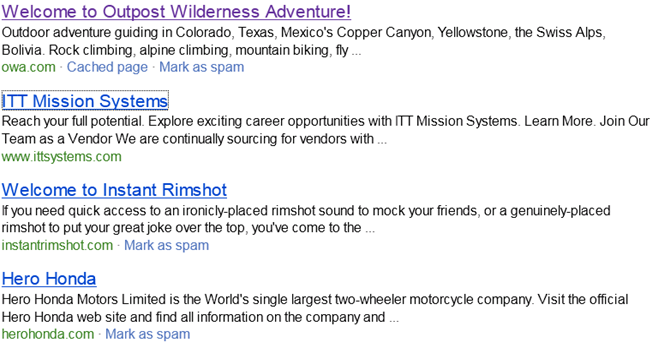 Welcome to Outpost Wilderness Adventure!
Outdoor adventure guiding in Colorado, Texas, Mexico's Copper Canyon, Yellowstone, the Swiss Alps,
Bolivia. Rock climbing, alpine climbing, mountain biking, fly ...
owa.com · Cached page · Mark as spam
ITT Mission Systems
Reach your full potential. Explore exciting career opportunities with ITT Mission Systems. Learn More. Join Our
Team as a Vendor We are continually sourcing for vendors with ...
www.ittsystems.com
Welcome to Instant Rimshot
If you need quick access to an ironicly-placed rimshot sound to mock your friends, or a genuinely-placed
rimshot to put your great joke over the top, you've come to the ...
instantrimshot.com · Mark as spam
Hero Honda
Hero Honda Motors Limited is the World's single largest two-wheeler motorcycle company. Visit the official
Hero Honda web site and find all information on the company and ...
herohonda.com · Mark as spam